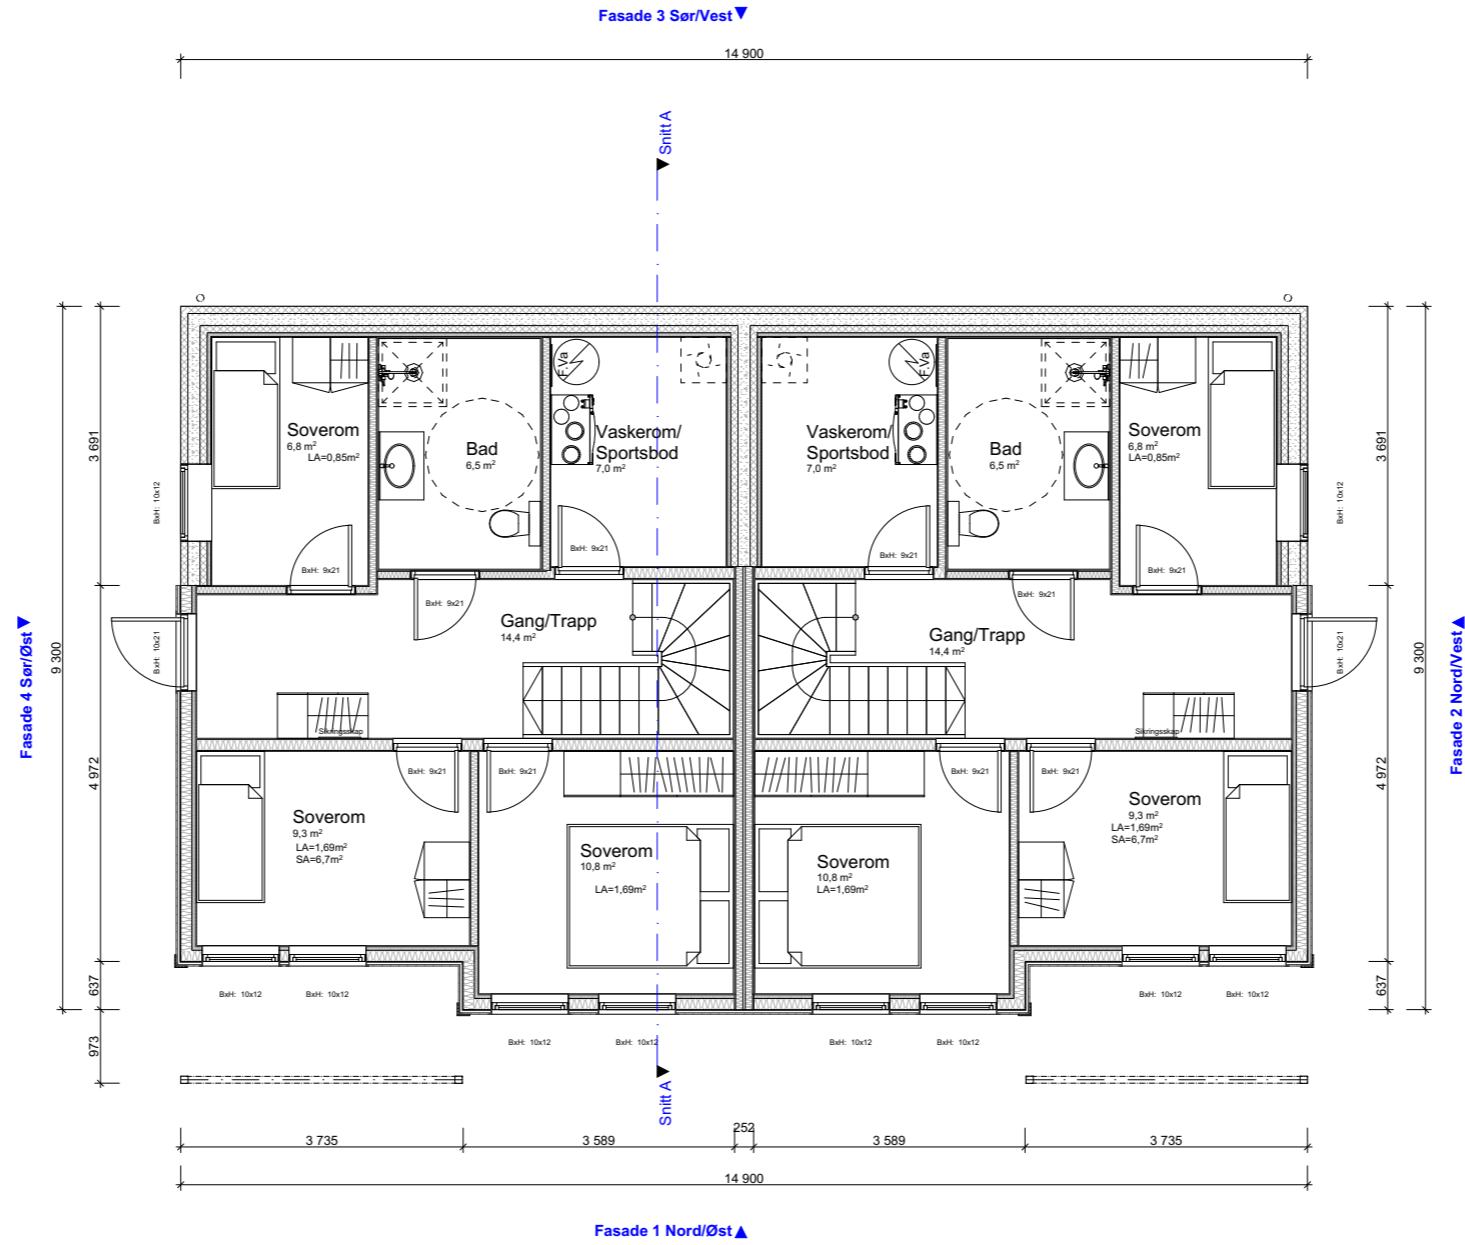 Fasade 3 Sør/Vest
14 900
Snitt A
F.Va
F.Va
Soverom
6,8 m²
LA=0,85m²
Bad
6,5 m²
Vaskerom/
Sportsbod
7,0 m²
Vaskerom/
Sportsbod
7,0 m²
Bad
6,5 m²
Soverom
6,8 m²
LA=0,85m²
3 691
3 691
BxH: 10x12
BxH: 10x12
BxH: 9x21
BxH: 9x21
BxH: 9x21
BxH: 9x21
BxH: 9x21
BxH: 9x21
Gang/Trapp
14,4 m²
Gang/Trapp
14,4 m²
BxH: 10x21
BxH: 10x21
Fasade 4 Sør/Øst
9 300
9 300
Fasade 2 Nord/Vest
Sikringsskap
Sikringsskap
BxH: 9x21
BxH: 9x21
BxH: 9x21
BxH: 9x21
4 972
4 972
Soverom
9,3 m²
LA=1,69m²
SA=6,7m²
Soverom
10,8 m²
LA=1,69m²
Soverom
10,8 m²
LA=1,69m²
Soverom
9,3 m²
LA=1,69m²
SA=6,7m²
637
637
BxH: 10x12
BxH: 10x12
BxH: 10x12
BxH: 10x12
973
BxH: 10x12
BxH: 10x12
BxH: 10x12
BxH: 10x12
Snitt A
3 735
3 589
252
3 589
3 735
14 900
Fasade 1 Nord/Øst